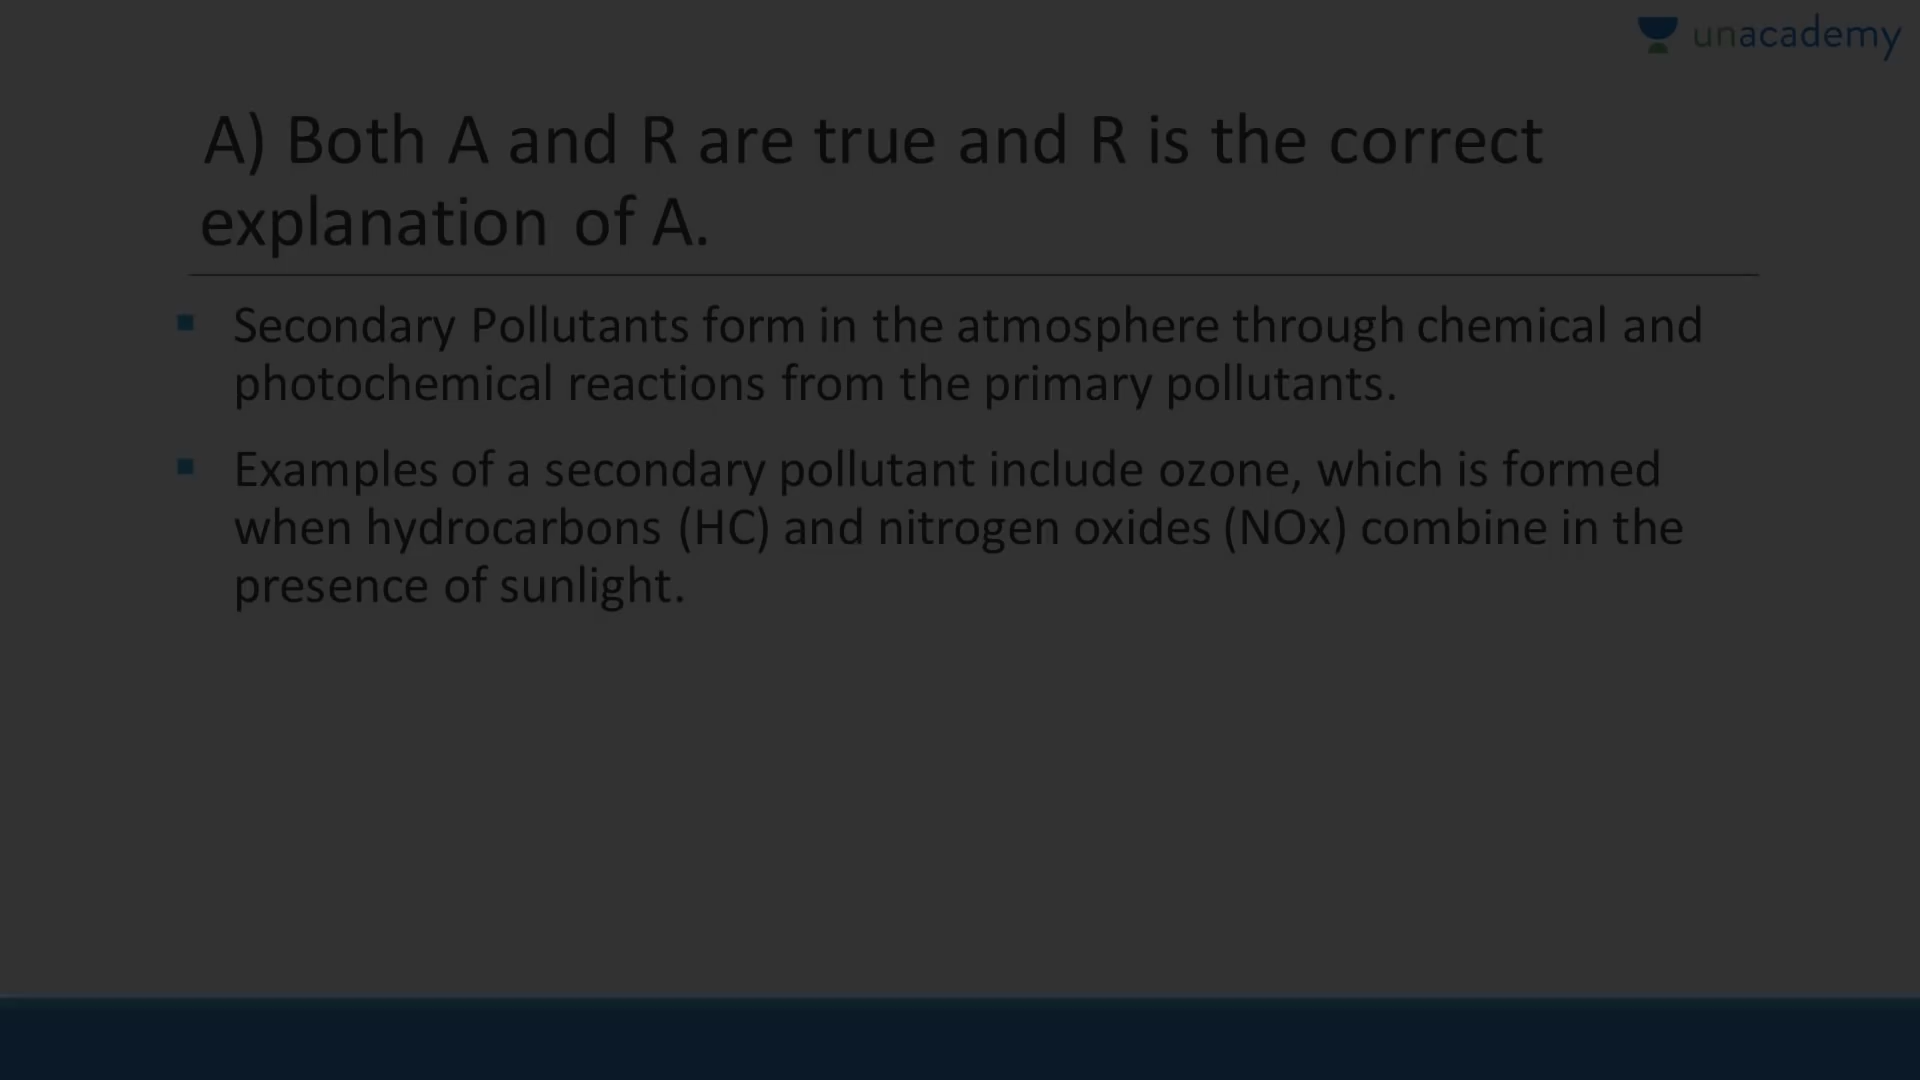 unacademy
A) Both A and R are true and R is the correct
explanation of A.
Secondary Pollutants form in the atmosphere through chemical and
photochemical reactions from the primary pollutants.
Examples of a secondary pollutant include ozone, which is formed
when hydrocarbons (HC) and nitrogen oxides (NOx) combine in the
presence of sunlight.